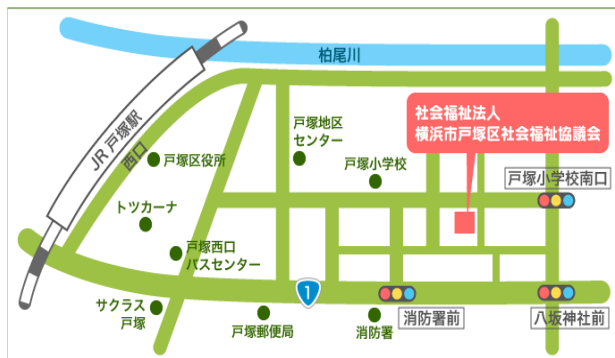 柏尾川
社会福祉法人
横浜市戸塚区社会福祉協議会
JR 戸塚駅
西口
戸塚地区
センター
戸塚区役所
戸塚小学校
戸塚小学校南口
トツカーナ
戸塚西口
バスセンター
1
サクラス
戸塚
戸塚郵便局
消防署
消防署前
八坂神社前